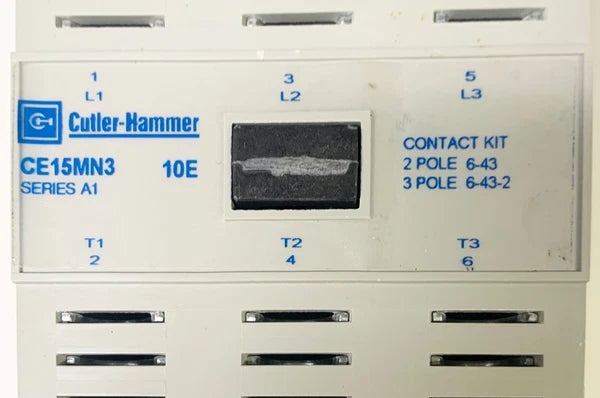 1 3 5
L1 L2 L3
Cutler-Hammer
CE15MN3 10E
SERIES A1
CONTACT KIT
2 POLE 6-43
3 POLE 6-43-2
T1 T2 T3
2 4 6